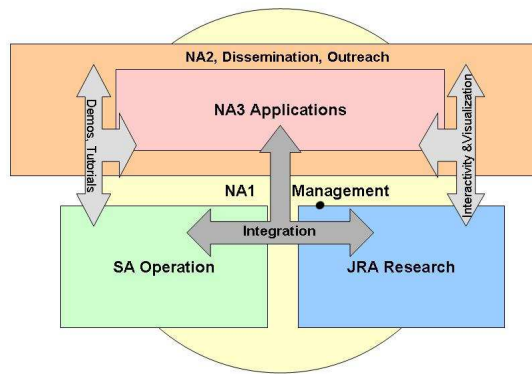 NA2, Dissemination, Outreach
NA3 Applications
Demos, Tutorials
Interactivity &Visualization
NA1 Management
Integration
SA Operation
JRA Research